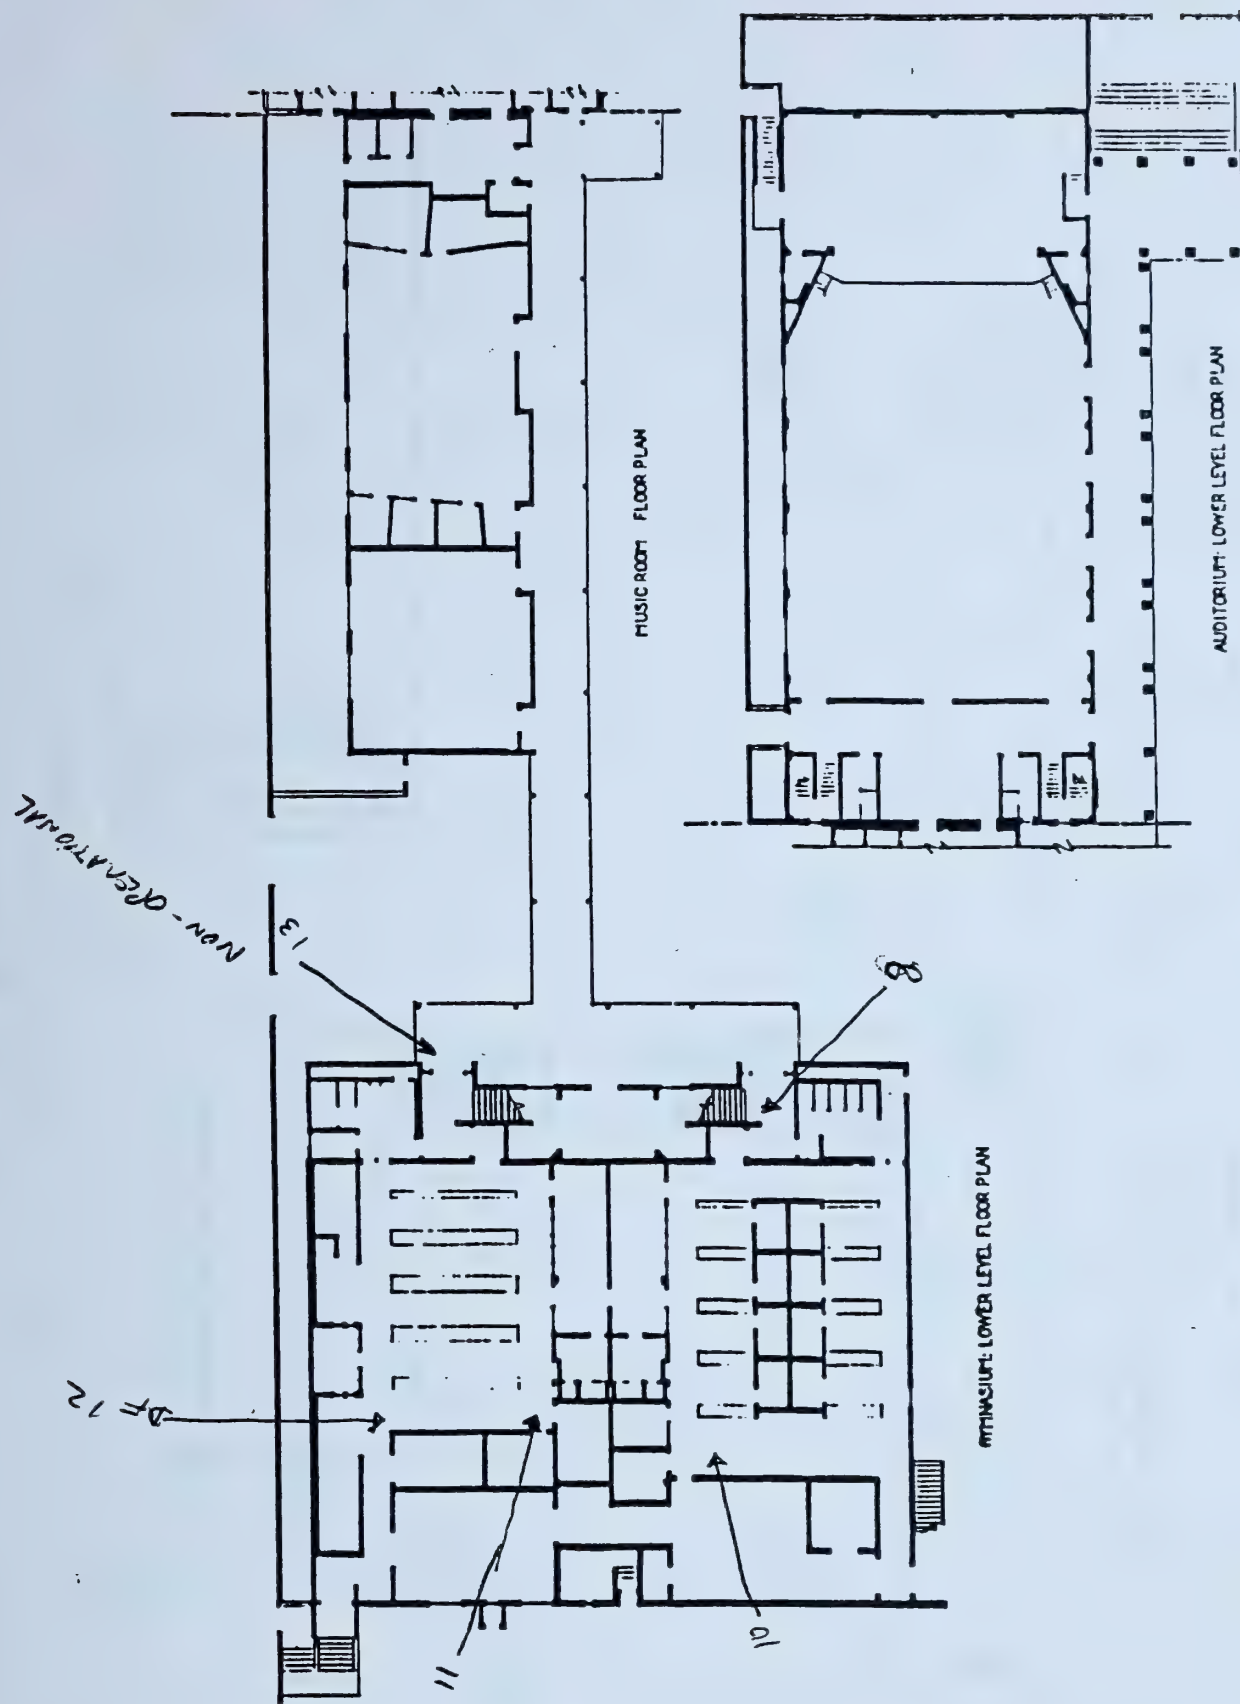 MUSIC ROOM FLOOR PLAN
AUDITORIUM: LOWER LEVEL FLOOR PLAN
NON-OPERATIONAL
13
8
GYMNASIUM: LOWER LEVEL FLOOR PLAN
DF 12
11
10